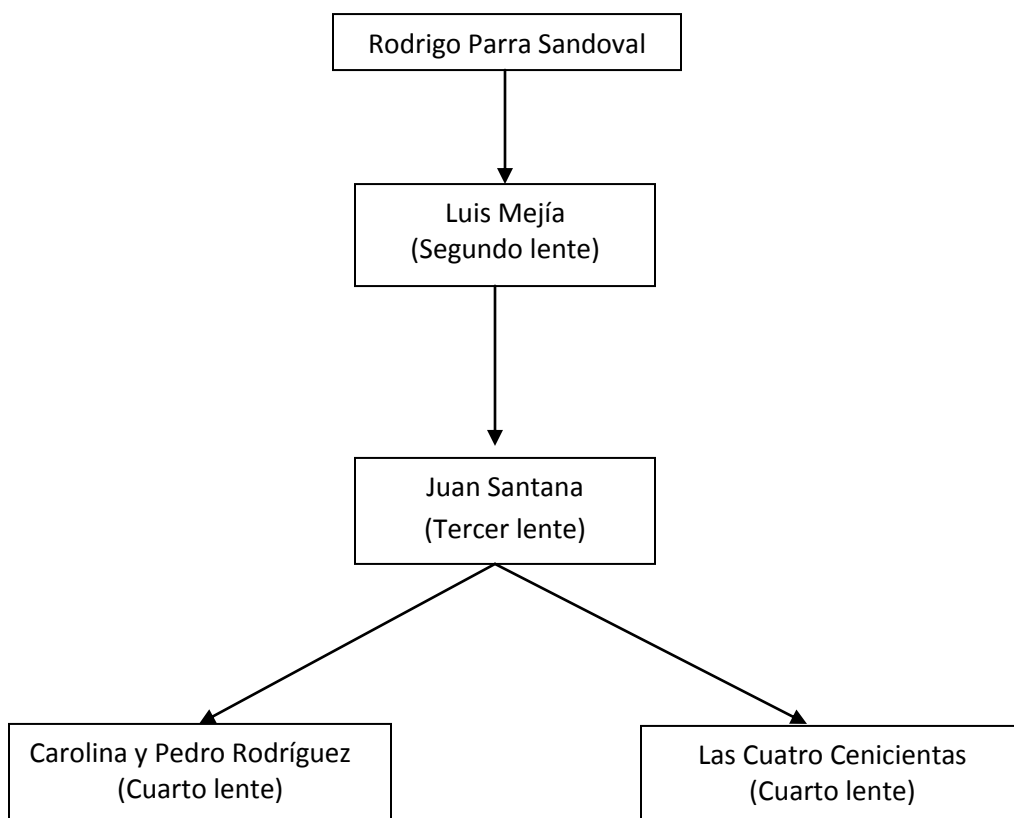 Rodrigo Parra Sandoval
Luis Mejía
(Segundo lente)
Juan Santana
(Tercer lente)
Carolina y Pedro Rodríguez
(Cuarto lente)
Las Cuatro Cenicientas
(Cuarto lente)